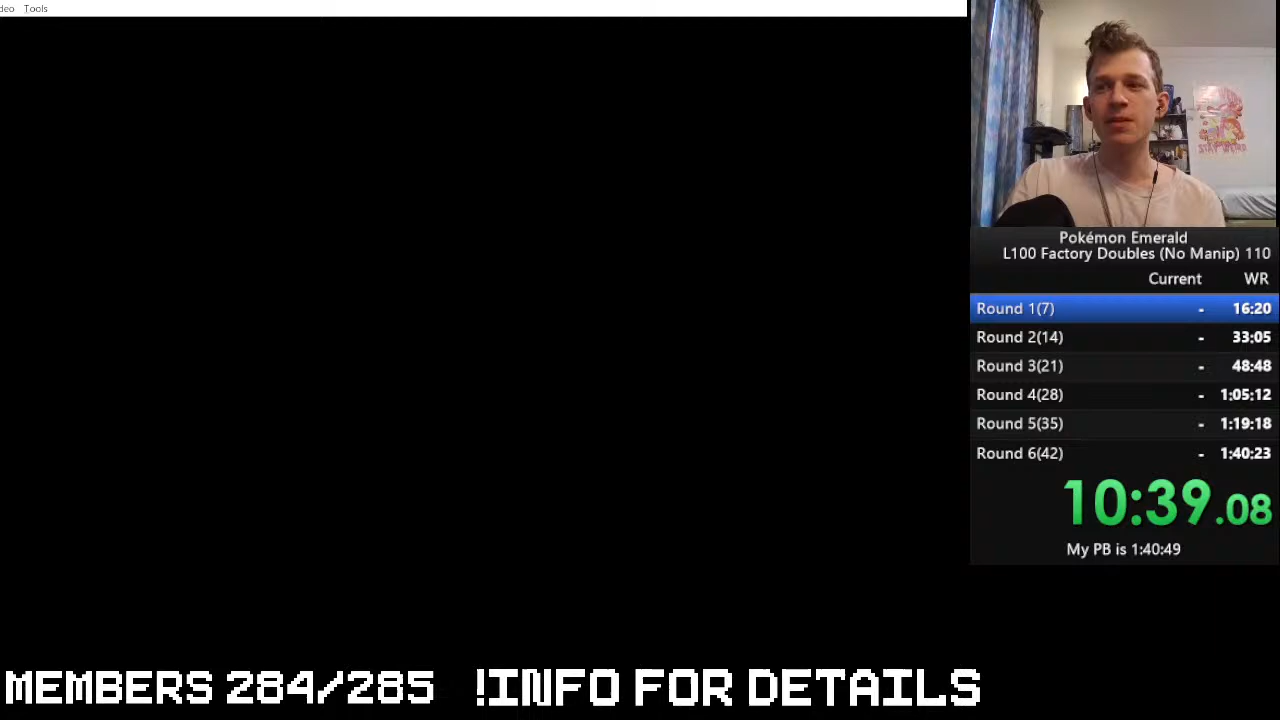 deo Tools
STAY WEIRD
Pokémon Emerald
L100 Factory Doubles (No Manip) 110
Current WR
Round 1(7) - 16:20
Round 2(14) - 33:05
Round 3(21) - 48:48
Round 4(28) - 1:05:12
Round 5(35) - 1:19:18
Round 6(42) - 1:40:23
10:39.08
My PB is 1:40:49
MEMBERS 284/285 !INFO FOR DETAILS